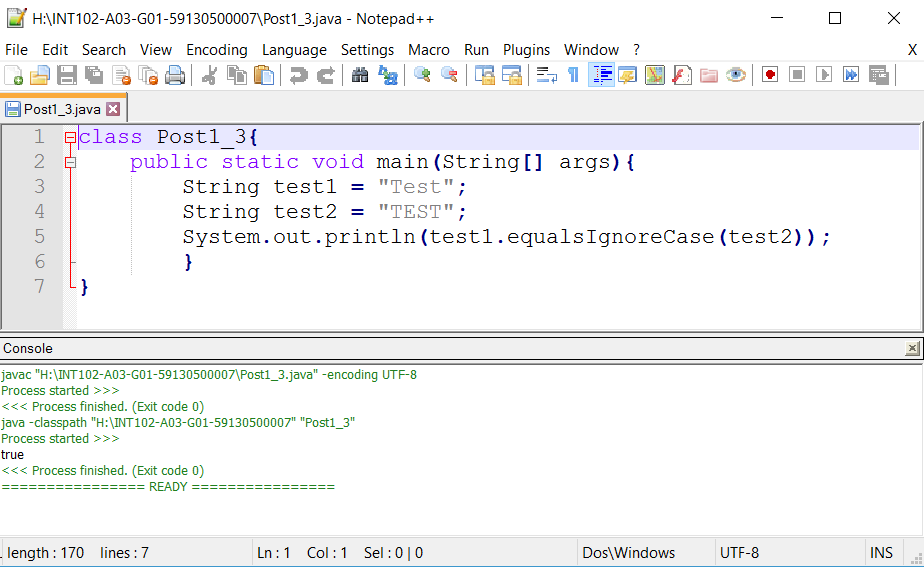 H:\INT102-A03-G01-59130500007\Post1_3.java - Notepad++
File Edit Search View Encoding Language Settings Macro Run Plugins Window ? X
Post1_3.java
1 class Post1_3{
2 public static void main(String[] args){
3 String test1 = "Test";
4 String test2 = "TEST";
5 System.out.println(test1.equalsIgnoreCase(test2));
6 }
7 }
Console
javac "H:\INT102-A03-G01-59130500007\Post1_3.java" -encoding UTF-8
Process started >>>
<<< Process finished. (Exit code 0)
java -classpath "H:\INT102-A03-G01-59130500007" "Post1_3"
Process started >>>
true
<<< Process finished. (Exit code 0)
================ READY ================
length : 170 lines : 7 Ln : 1 Col : 1 Sel : 0 | 0 Dos\Windows UTF-8 INS